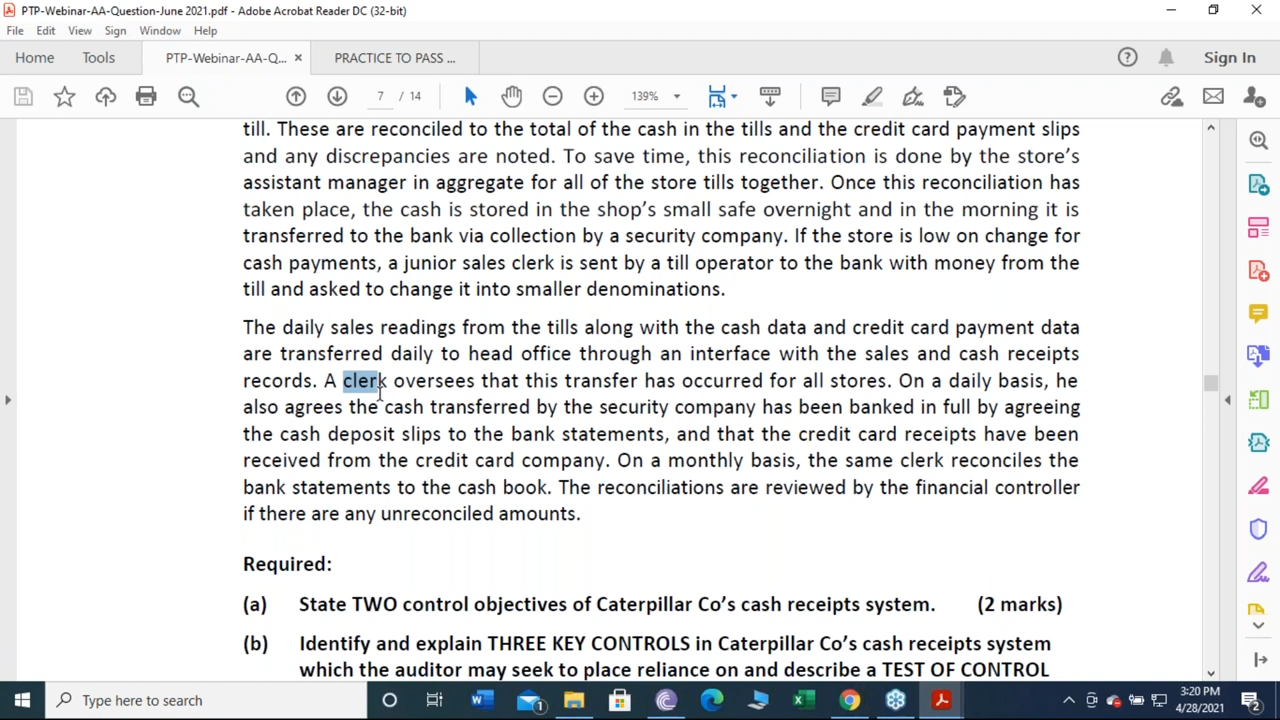 PTP-Webinar-AA-Question-June 2021.pdf - Adobe Acrobat Reader DC (32-bit)
File Edit View Sign Window Help
Home Tools PTP-Webinar-AA-Q... × PRACTICE TO PASS ... Sign In
7 / 14 139%
till. These are reconciled to the total of the cash in the tills and the credit card payment slips
and any discrepancies are noted. To save time, this reconciliation is done by the store's
assistant manager in aggregate for all of the store tills together. Once this reconciliation has
taken place, the cash is stored in the shop's small safe overnight and in the morning it is
transferred to the bank via collection by a security company. If the store is low on change for
cash payments, a junior sales clerk is sent by a till operator to the bank with money from the
till and asked to change it into smaller denominations.
The daily sales readings from the tills along with the cash data and credit card payment data
are transferred daily to head office through an interface with the sales and cash receipts
records. A clerk oversees that this transfer has occurred for all stores. On a daily basis, he
also agrees the cash transferred by the security company has been banked in full by agreeing
the cash deposit slips to the bank statements, and that the credit card receipts have been
received from the credit card company. On a monthly basis, the same clerk reconciles the
bank statements to the cash book. The reconciliations are reviewed by the financial controller
if there are any unreconciled amounts.
Required:
(a) State TWO control objectives of Caterpillar Co's cash receipts system. (2 marks)
(b) Identify and explain THREE KEY CONTROLS in Caterpillar Co's cash receipts system
which the auditor may seek to place reliance on and describe a TEST OF CONTROL
Type here to search
3:20 PM
4/28/2021